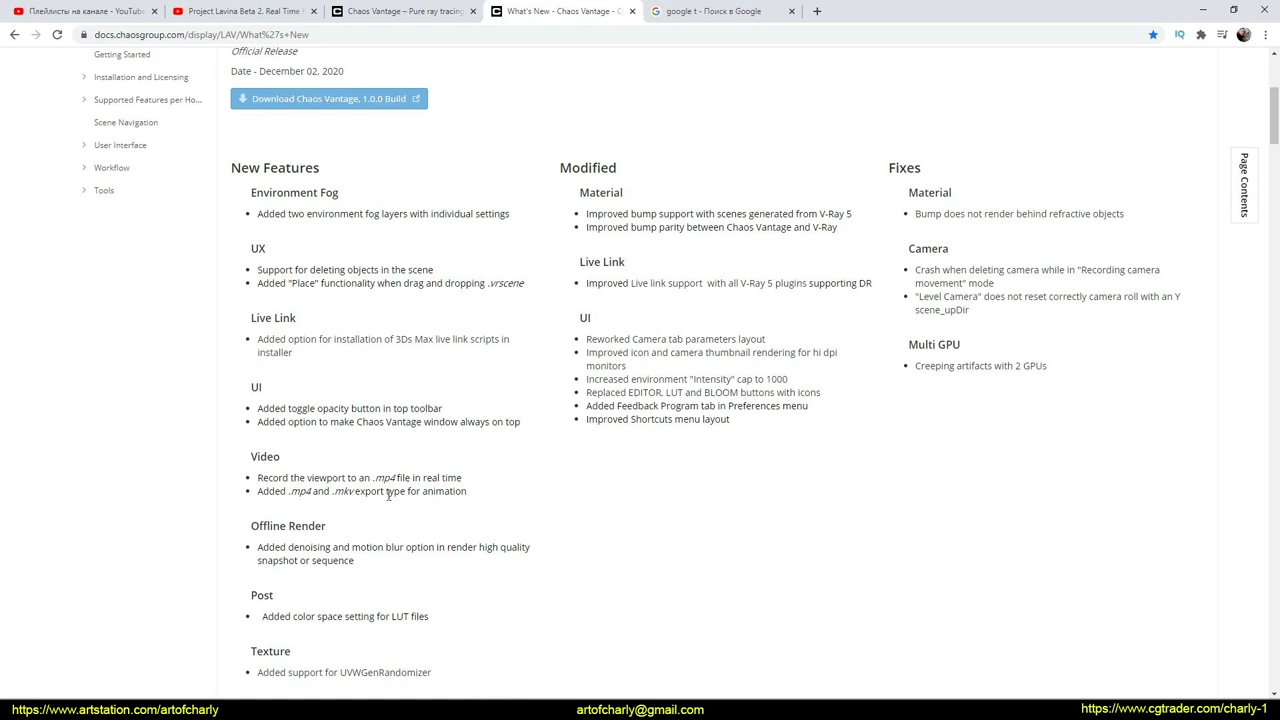 Плейлисты на канале - YouTube
Project Lavina Beta 2. Real Time
Chaos Vantage – Pure ray tracing
What's New - Chaos Vantage - C
google t - Поиск в Google
docs.chaosgroup.com/display/LAV/What%27s+New
Getting Started
Installation and Licensing
Supported Features per Ho...
Scene Navigation
User Interface
Workflow
Tools
Official Release
Date - December 02, 2020
Download Chaos Vantage, 1.0.0 Build
New Features
Environment Fog
• Added two environment fog layers with individual settings
UX
• Support for deleting objects in the scene
• Added "Place" functionality when drag and dropping .vrscene
Live Link
• Added option for installation of 3Ds Max live link scripts in
installer
UI
• Added toggle opacity button in top toolbar
• Added option to make Chaos Vantage window always on top
Video
• Record the viewport to an .mp4 file in real time
• Added .mp4 and .mkv export type for animation
Offline Render
• Added denoising and motion blur option in render high quality
snapshot or sequence
Post
• Added color space setting for LUT files
Texture
• Added support for UVWGenRandomizer
Modified
Material
• Improved bump support with scenes generated from V-Ray 5
• Improved bump parity between Chaos Vantage and V-Ray
Live Link
• Improved Live link support with all V-Ray 5 plugins supporting DR
UI
• Reworked Camera tab parameters layout
• Improved icon and camera thumbnail rendering for hi dpi
monitors
• Increased environment "Intensity" cap to 1000
• Replaced EDITOR, LUT and BLOOM buttons with icons
• Added Feedback Program tab in Preferences menu
• Improved Shortcuts menu layout
Fixes
Material
• Bump does not render behind refractive objects
Camera
• Crash when deleting camera while in "Recording camera
movement" mode
• "Level Camera" does not reset correctly camera roll with an Y
scene_upDir
Multi GPU
• Creeping artifacts with 2 GPUs
Page Contents
https://www.artstation.com/artofcharly
artofcharly@gmail.com
https://www.cgtrader.com/charly-1